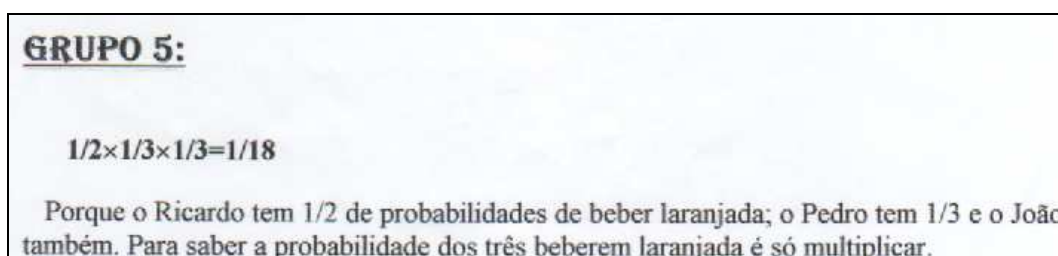 GRUPO 5:
1/2×1/3×1/3=1/18
Porque o Ricardo tem 1/2 de probabilidades de beber laranjada; o Pedro tem 1/3 e o João
também. Para saber a probabilidade dos três beberem laranjada é só multiplicar.